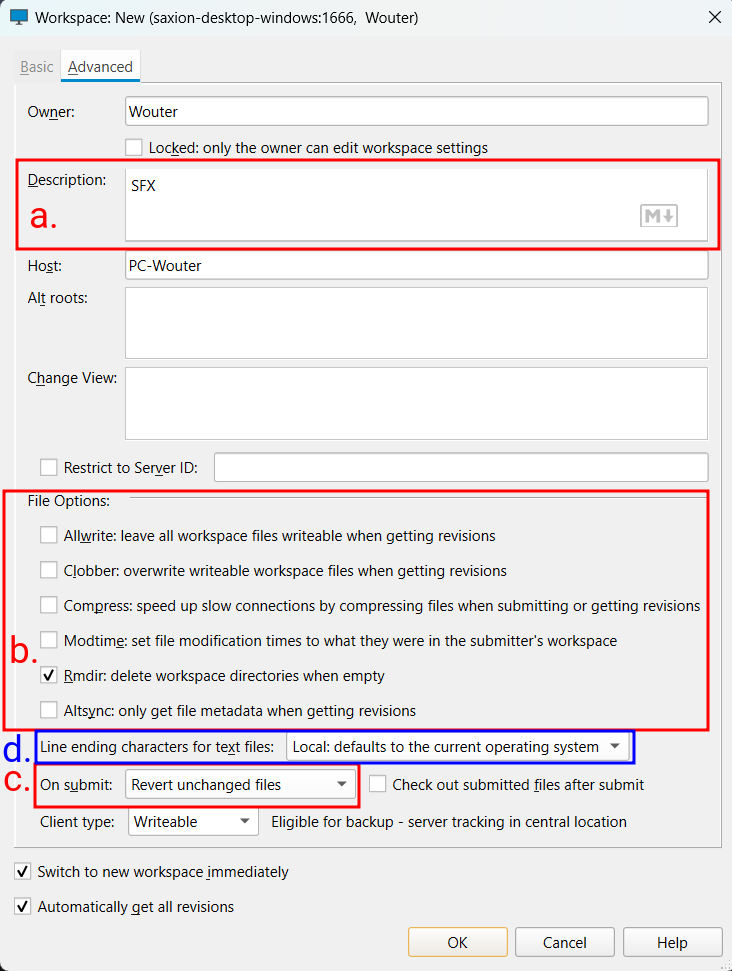 Workspace: New (saxion-desktop-windows:1666,  Wouter)
Basic Advanced
Owner: Wouter
Locked: only the owner can edit workspace settings
Description: SFX
a.
M
Host: PC-Wouter
Alt roots:
Change View:
Restrict to Server ID:
File Options:
Allwrite: leave all workspace files writeable when getting revisions
Clobber: overwrite writeable workspace files when getting revisions
Compress: speed up slow connections by compressing files when submitting or getting revisions
Modtime: set file modification times to what they were in the submitter's workspace
b.
Rmdir: delete workspace directories when empty
Altsync: only get file metadata when getting revisions
d. Line ending characters for text files: Local: defaults to the current operating system
c. On submit: Revert unchanged files Check out submitted files after submit
Client type: Writeable Eligible for backup - server tracking in central location
Switch to new workspace immediately
Automatically get all revisions
OK Cancel Help